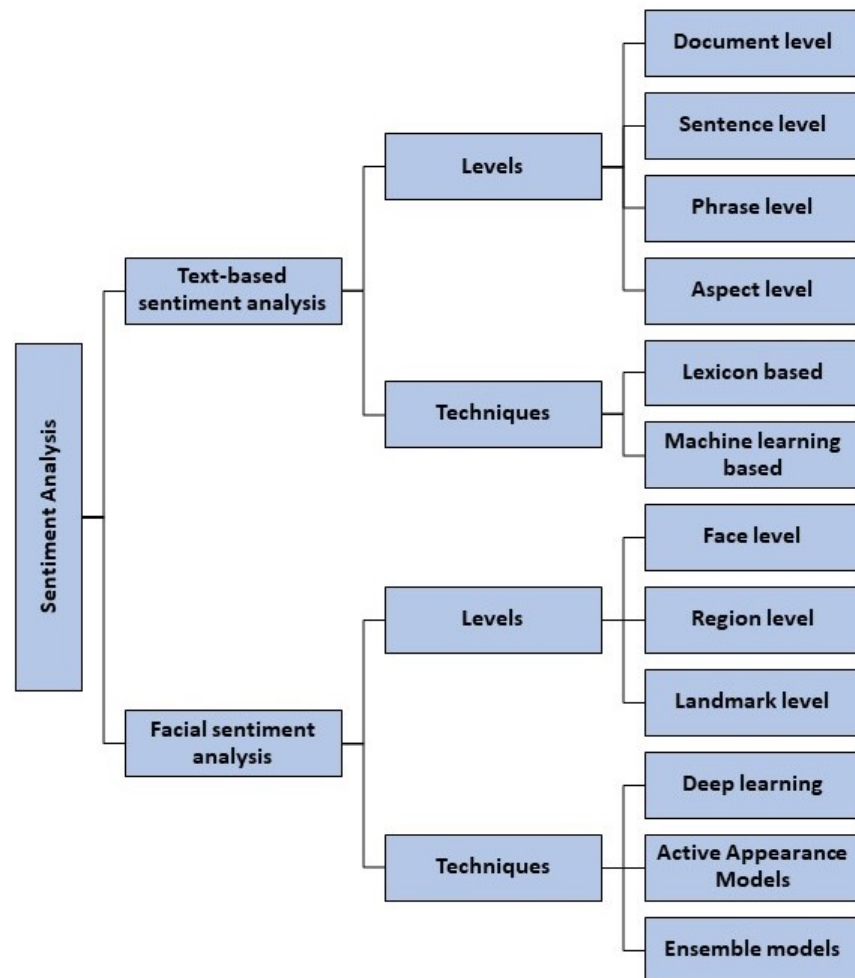 Sentiment Analysis
Text-based
sentiment analysis
Levels
Document level
Sentence level
Phrase level
Aspect level
Techniques
Lexicon based
Machine learning
based
Facial sentiment
analysis
Levels
Face level
Region level
Landmark level
Techniques
Deep learning
Active Appearance
Models
Ensemble models